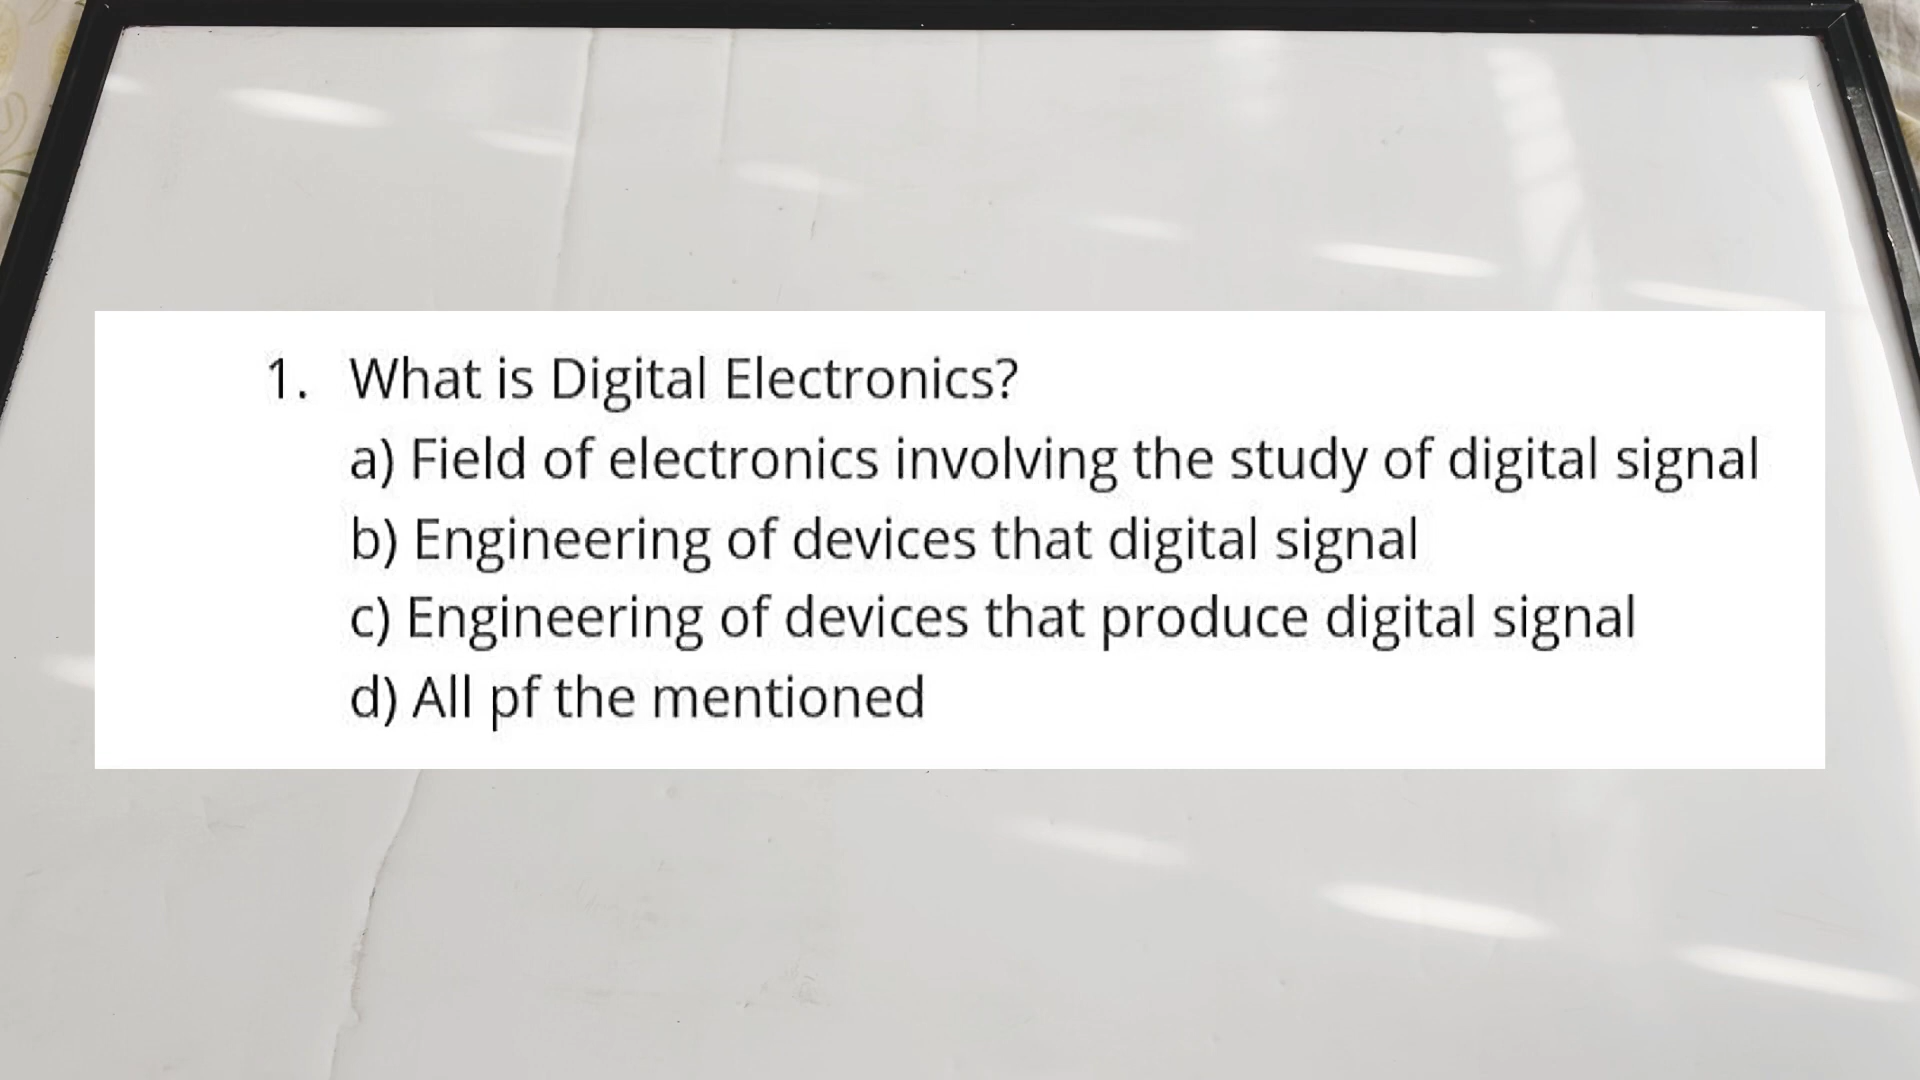 1. What is Digital Electronics?
a) Field of electronics involving the study of digital signal
b) Engineering of devices that digital signal
c) Engineering of devices that produce digital signal
d) All pf the mentioned